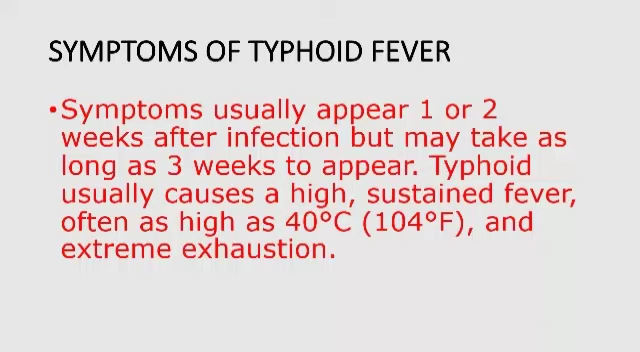 SYMPTOMS OF TYPHOID FEVER
•Symptoms usually appear 1 or 2
weeks after infection but may take as
long as 3 weeks to appear. Typhoid
usually causes a high, sustained fever,
often as high as 40°C (104°F), and
extreme exhaustion.